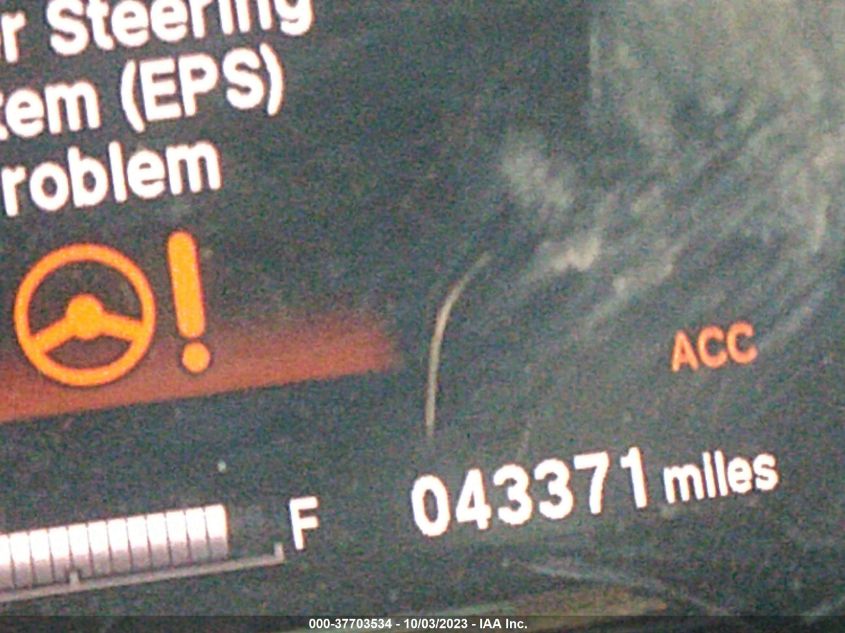 r Steering
tem (EPS)
roblem
!
ACC
043371 miles
F
000-37703534 - 10/03/2023 - IAA Inc.